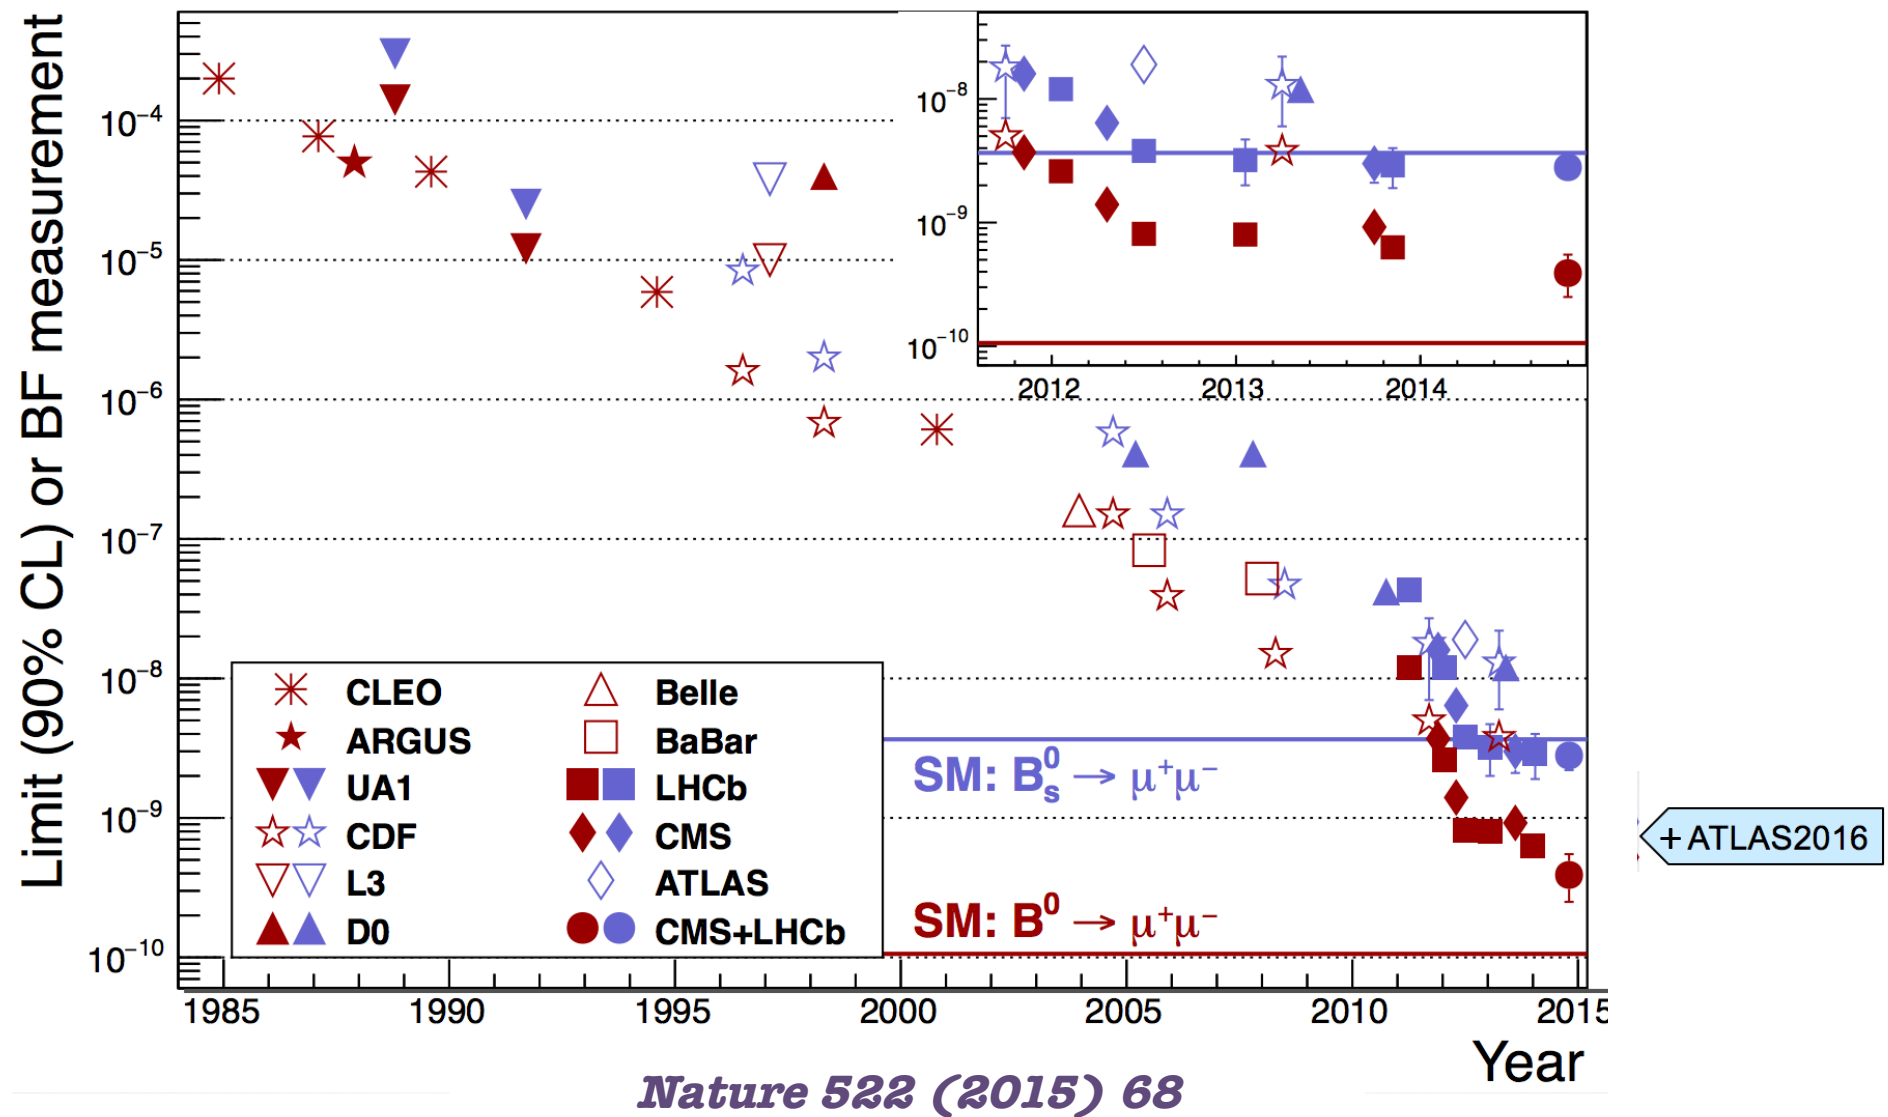 Limit (90% CL) or BF measurement
10⁻⁴
10⁻⁵
10⁻⁶
10⁻⁷
10⁻⁸
10⁻⁹
10⁻¹⁰
10⁻⁸
10⁻⁹
10⁻¹⁰
2012 2013 2014
CLEO
ARGUS
UA1
CDF
L3
D0
Belle
BaBar
LHCb
CMS
ATLAS
CMS+LHCb
SM: B⁰ₛ → μ⁺μ⁻
SM: B⁰ → μ⁺μ⁻
+ ATLAS2016
1985 1990 1995 2000 2005 2010 2015
Year
Nature 522 (2015) 68